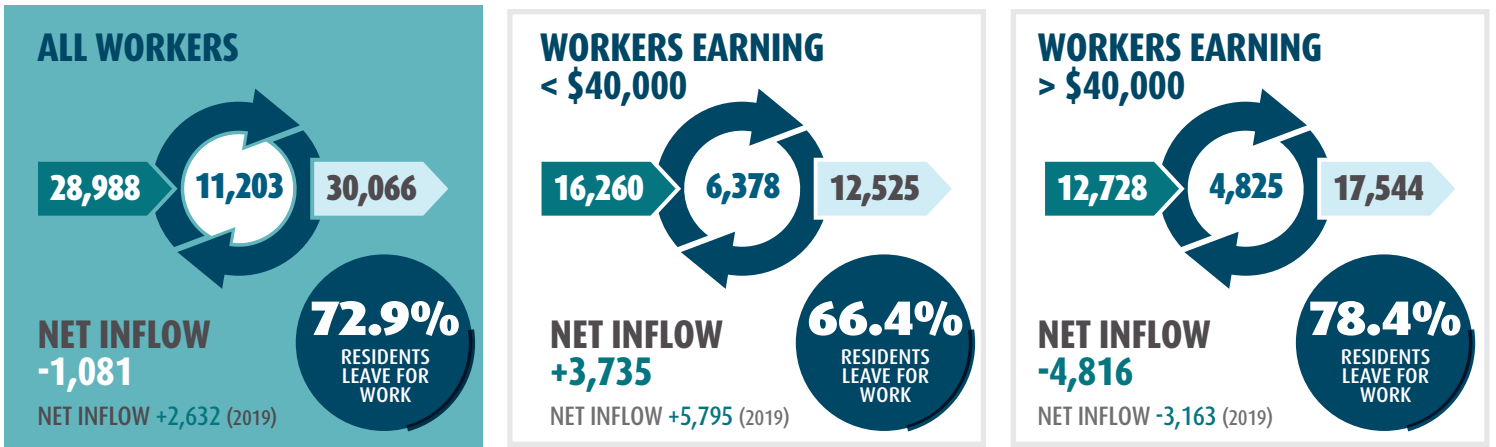 ALL WORKERS
28,988
11,203
30,066
72.9%
RESIDENTS
LEAVE FOR
WORK
NET INFLOW
-1,081
NET INFLOW +2,632 (2019)
WORKERS EARNING
< $40,000
16,260
6,378
12,525
66.4%
RESIDENTS
LEAVE FOR
WORK
NET INFLOW
+3,735
NET INFLOW +5,795 (2019)
WORKERS EARNING
> $40,000
12,728
4,825
17,544
78.4%
RESIDENTS
LEAVE FOR
WORK
NET INFLOW
-4,816
NET INFLOW -3,163 (2019)